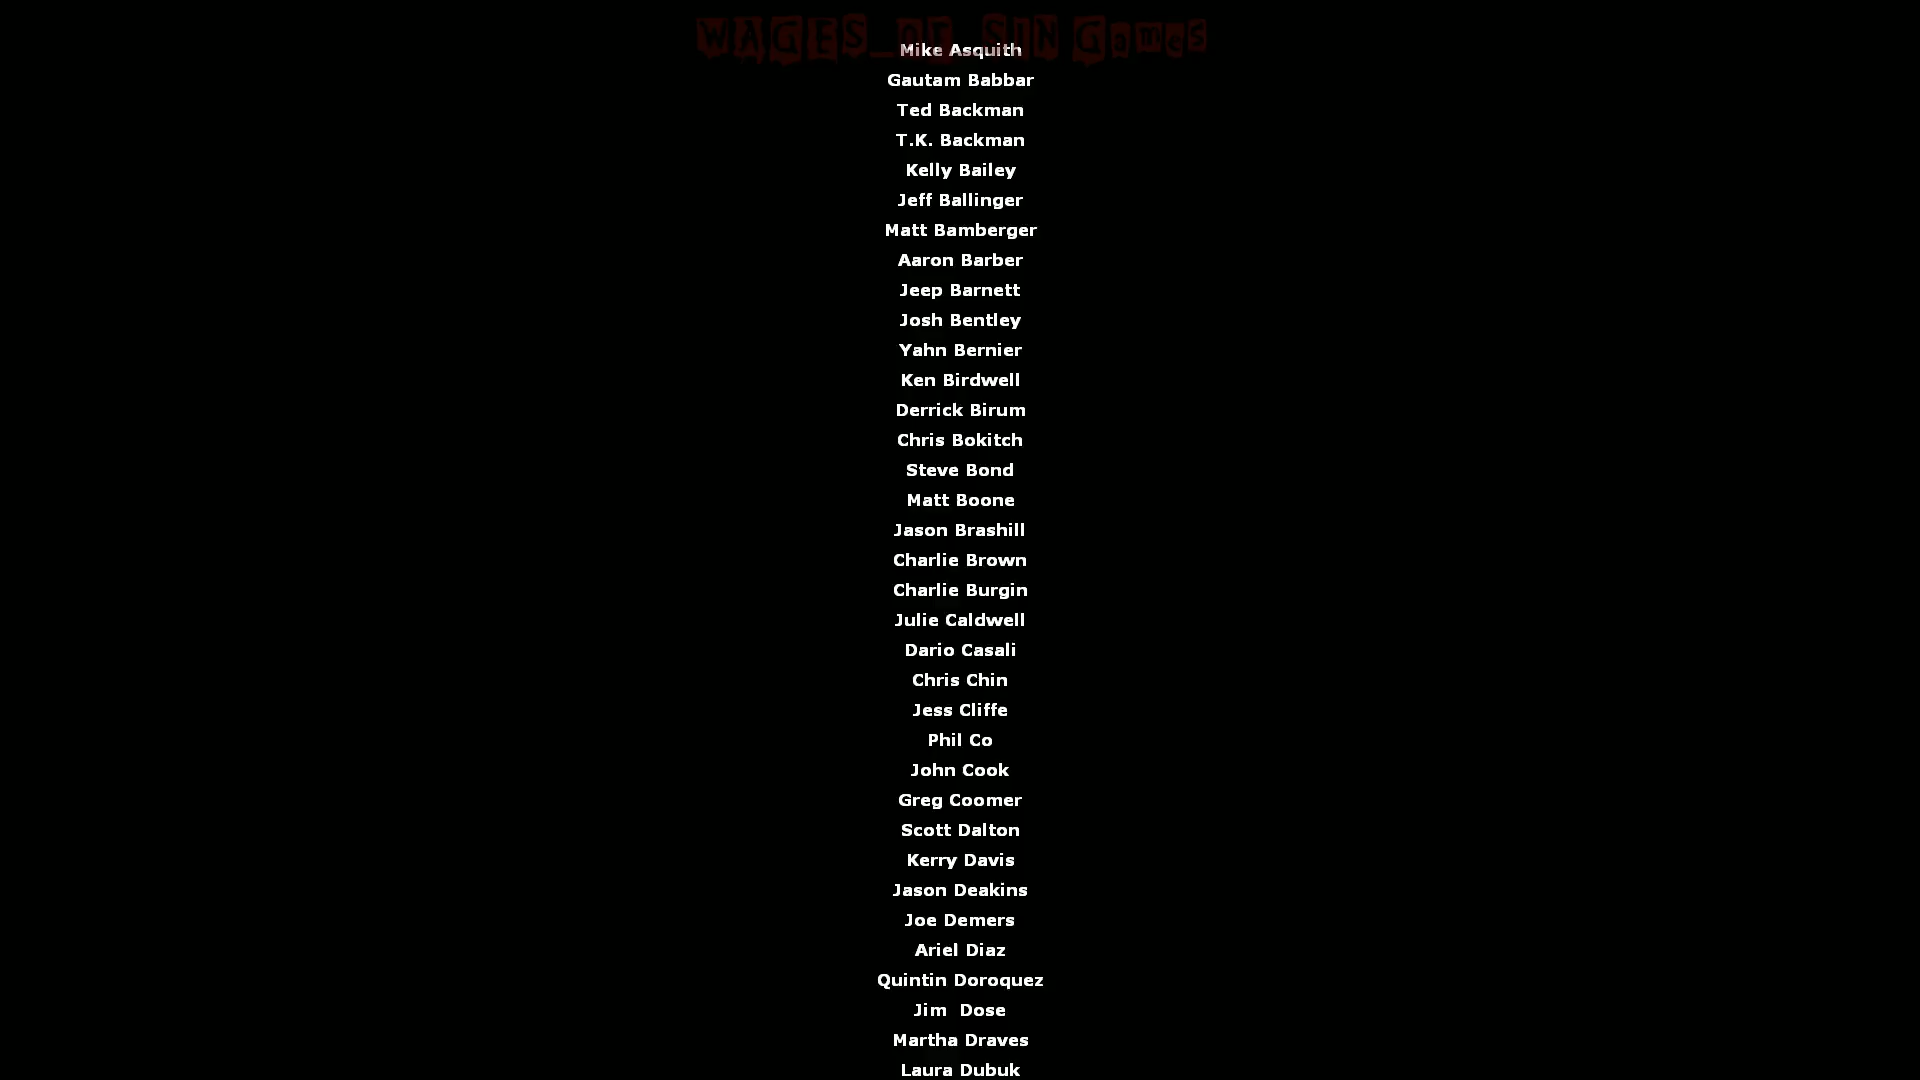 WAGES_OF_SIN Games
Mike Asquith
Gautam Babbar
Ted Backman
T.K. Backman
Kelly Bailey
Jeff Ballinger
Matt Bamberger
Aaron Barber
Jeep Barnett
Josh Bentley
Yahn Bernier
Ken Birdwell
Derrick Birum
Chris Bokitch
Steve Bond
Matt Boone
Jason Brashill
Charlie Brown
Charlie Burgin
Julie Caldwell
Dario Casali
Chris Chin
Jess Cliffe
Phil Co
John Cook
Greg Coomer
Scott Dalton
Kerry Davis
Jason Deakins
Joe Demers
Ariel Diaz
Quintin Doroquez
Jim  Dose
Martha Draves
Laura Dubuk